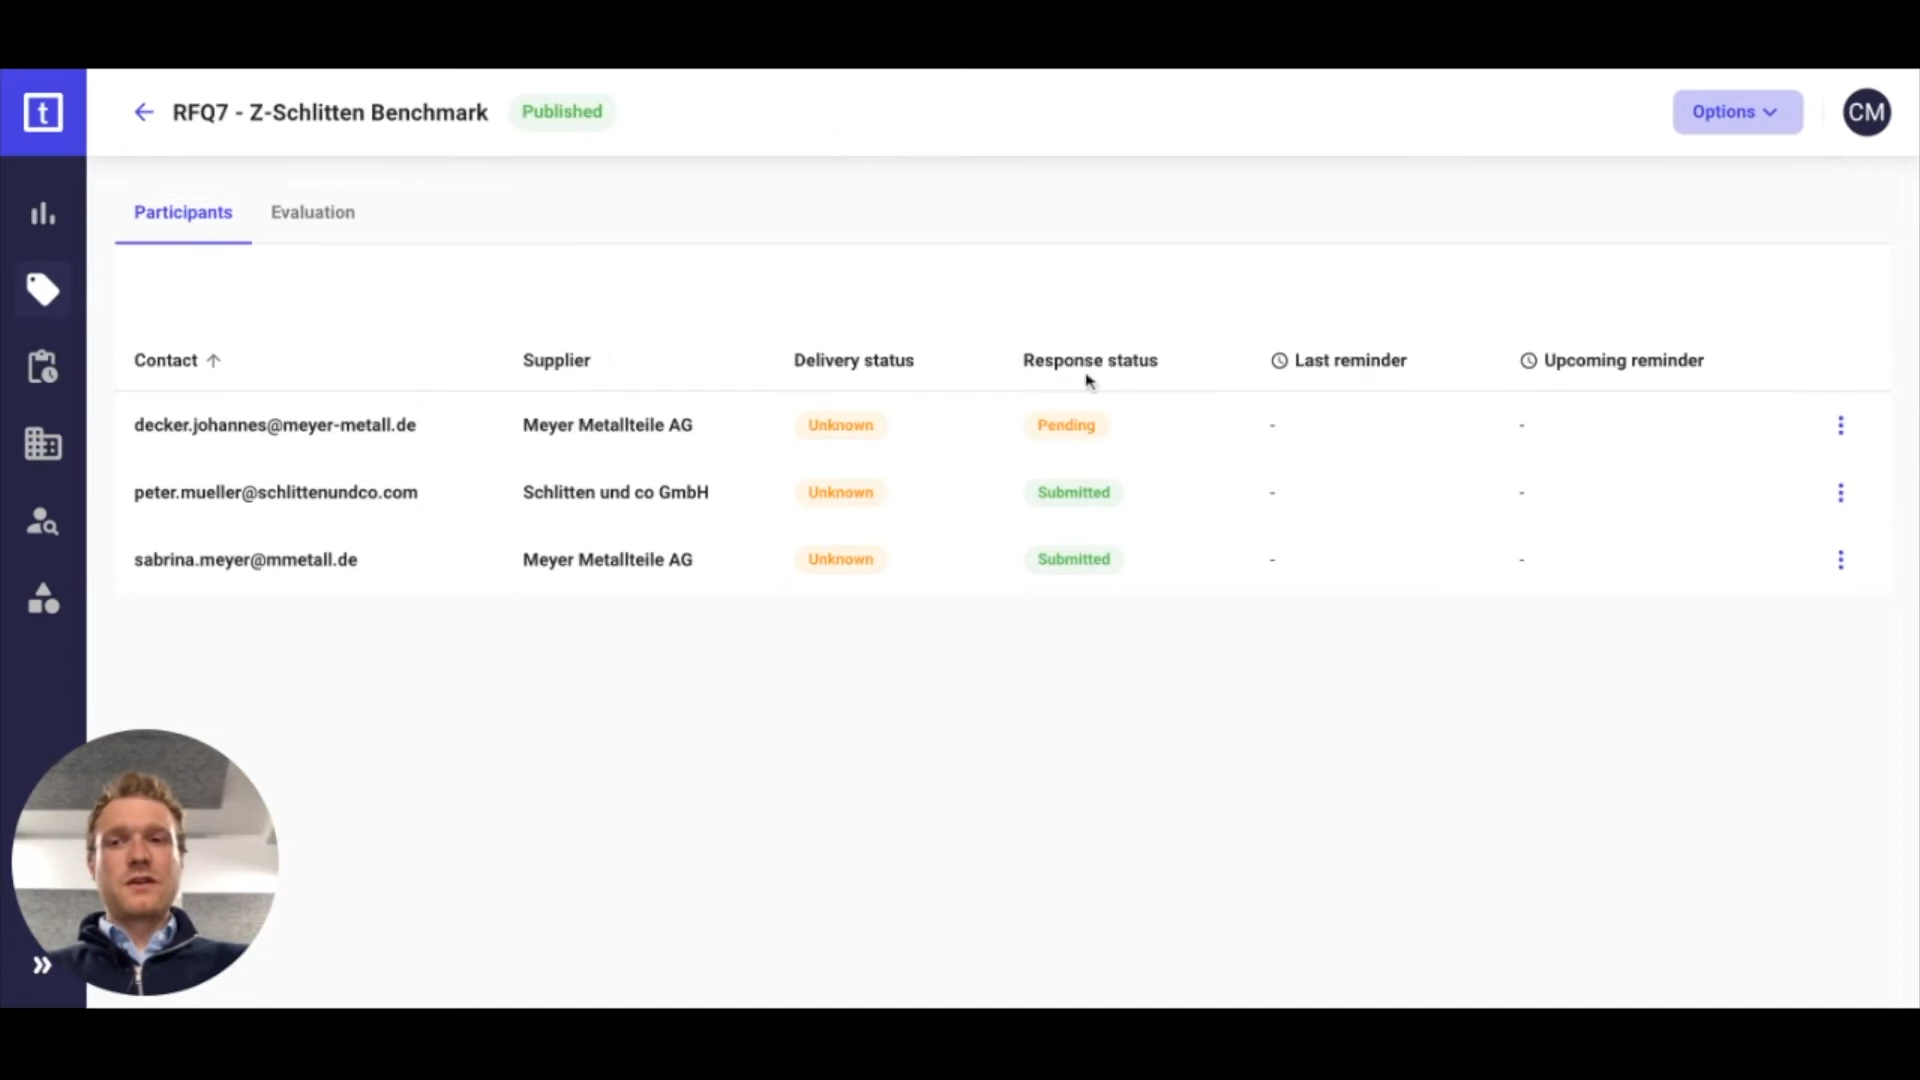 t
RFQ7 - Z-Schlitten Benchmark Published Options CM
Participants Evaluation
Contact Supplier Delivery status Response status Last reminder Upcoming reminder
decker.johannes@meyer-metall.de Meyer Metallteile AG Unknown Pending - -
peter.mueller@schlittenundco.com Schlitten und co GmbH Unknown Submitted - -
sabrina.meyer@mmetall.de Meyer Metallteile AG Unknown Submitted - -